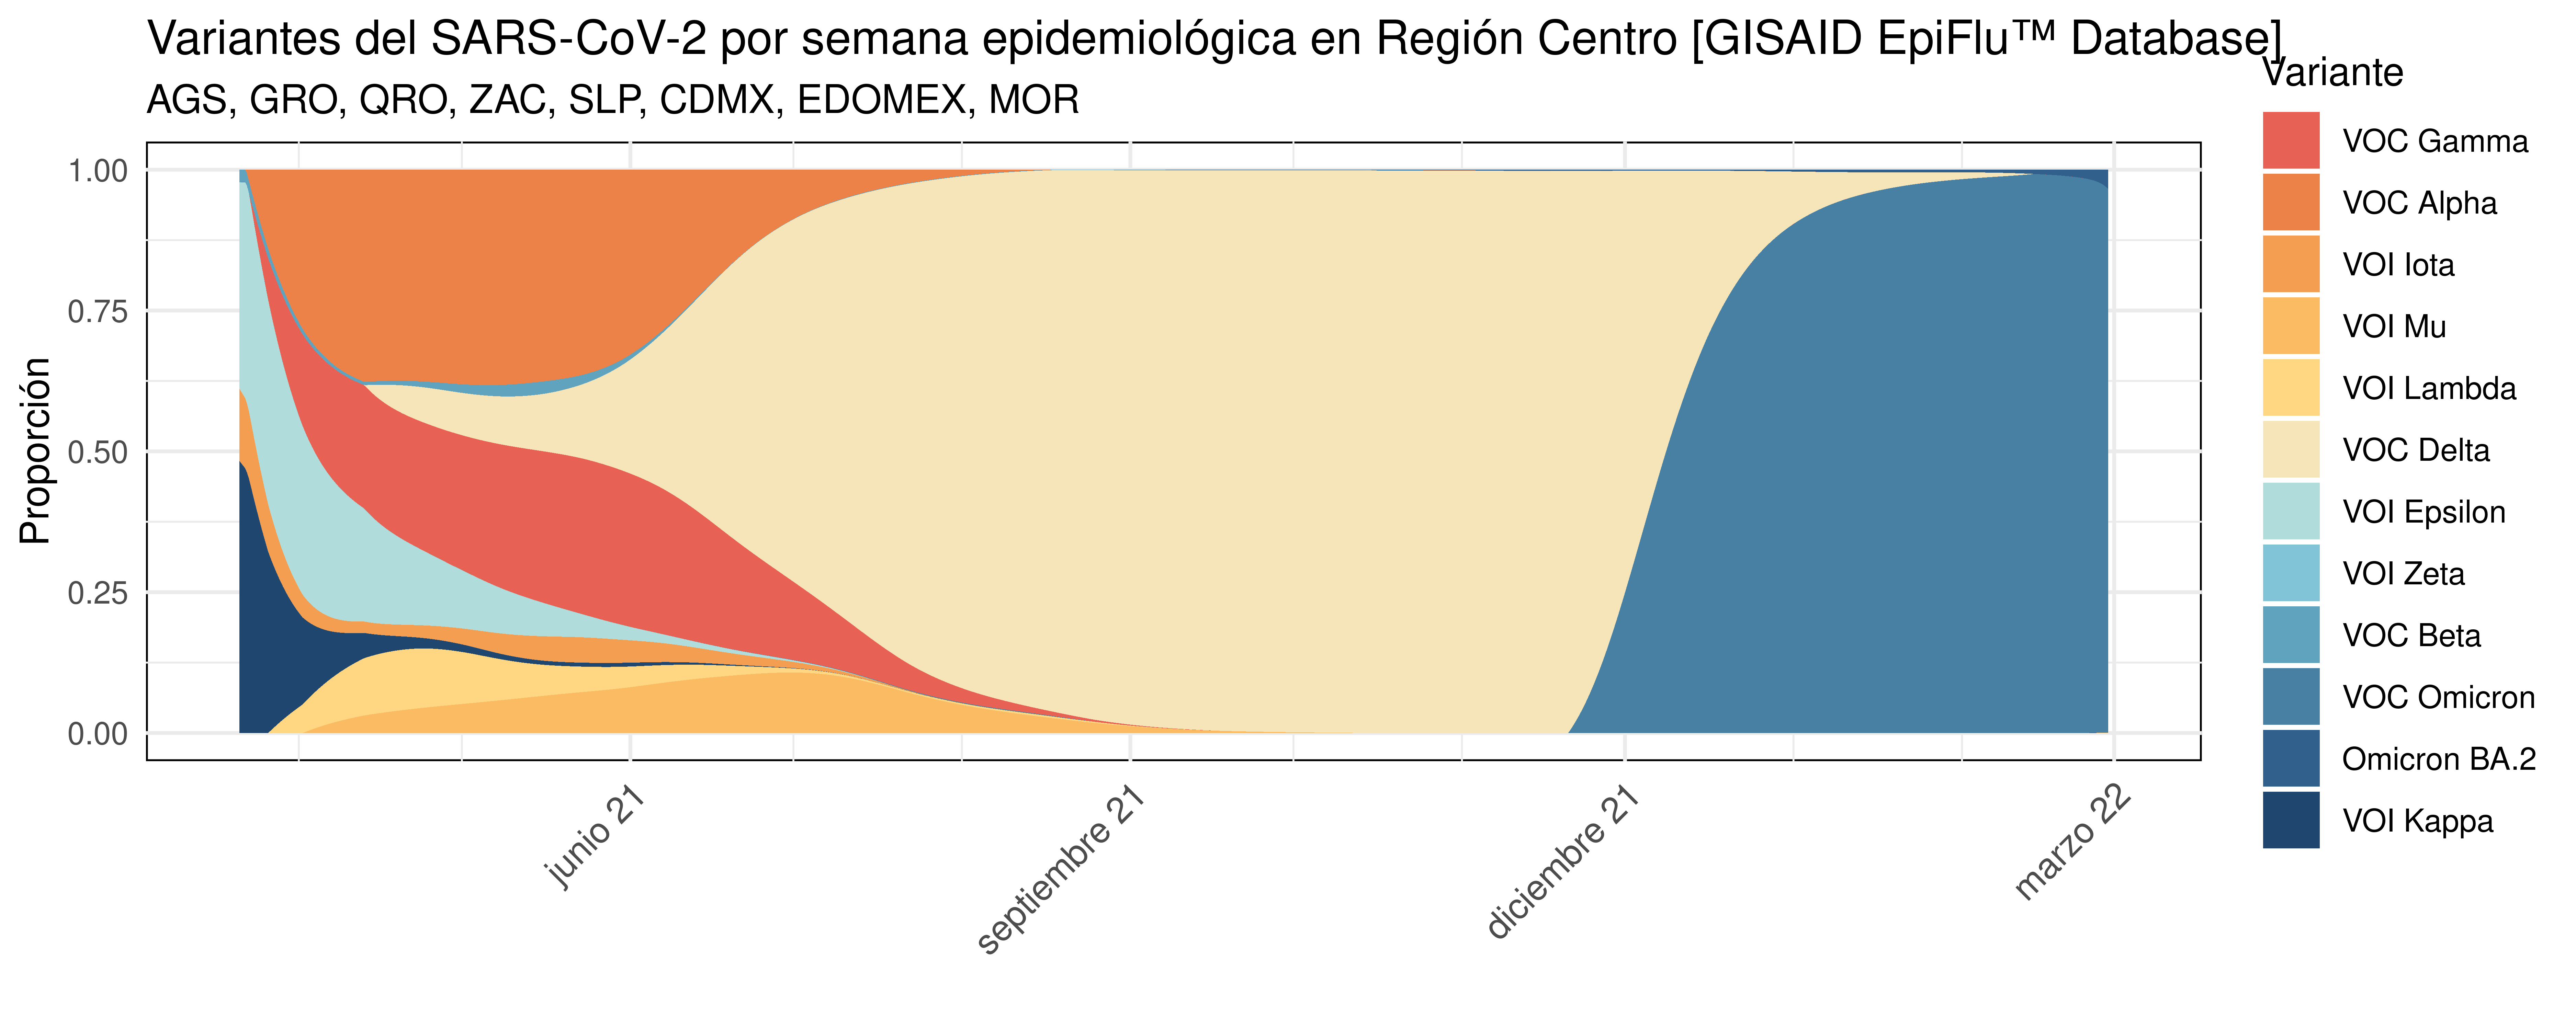 Variantes del SARS-CoV-2 por semana epidemiológica en Región Centro [GISAID EpiFlu™ Database]
AGS, GRO, QRO, ZAC, SLP, CDMX, EDOMEX, MOR
Proporción
1.00
0.75
0.50
0.25
0.00
junio 21
septiembre 21
diciembre 21
marzo 22
Variante
VOC Gamma
VOC Alpha
VOI Iota
VOI Mu
VOI Lambda
VOC Delta
VOI Epsilon
VOI Zeta
VOC Beta
VOC Omicron
Omicron BA.2
VOI Kappa